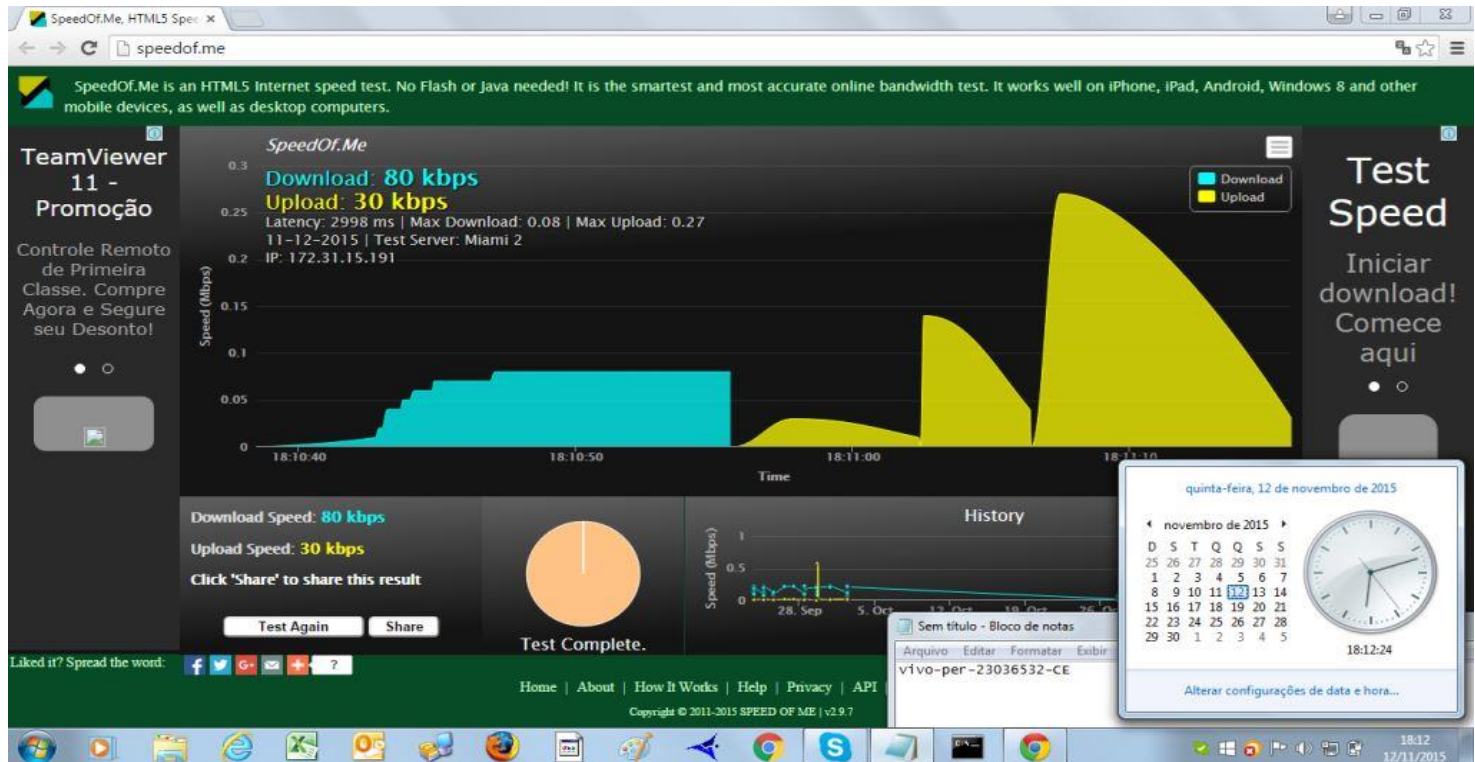 SpeedOf.Me, HTML5 Spee
speedof.me
SpeedOf.Me is an HTML5 Internet speed test. No Flash or Java needed! It is the smartest and most accurate online bandwidth test. It works well on iPhone, iPad, Android, Windows 8 and other
mobile devices, as well as desktop computers.
TeamViewer
11 -
Promoção
Controle Remoto
de Primeira
Classe. Compre
Agora e Segure
seu Desonto!
SpeedOf.Me
Download: 80 kbps
Upload: 30 kbps
Latency: 2998 ms | Max Download: 0.08 | Max Upload: 0.27
11-12-2015 | Test Server: Miami 2
IP: 172.31.15.191
Download
Upload
Speed (Mbps)
0.3
0.25
0.2
0.15
0.1
0.05
0
18:10:40 18:10:50 18:11:00 18:11:10
Time
Test
Speed
Iniciar
download!
Comece
aqui
Download Speed: 80 kbps
Upload Speed: 30 kbps
Click 'Share' to share this result
Test Again Share
Test Complete.
History
Speed (Mbps)
1
0.5
0
28. Sep 5. Oct 12. Oct 19. Oct 26. Oc
Liked it? Spread the word:
?
Home | About | How It Works | Help | Privacy | API |
Copyright © 2011-2015 SPEED OF ME | v2.9.7
Sem título - Bloco de notas
Arquivo Editar Formatar Exibir
vivo-per-23036532-CE
quinta-feira, 12 de novembro de 2015
novembro de 2015
D S T Q Q S S
25 26 27 28 29 30 31
1 2 3 4 5 6 7
8 9 10 11 12 13 14
15 16 17 18 19 20 21
22 23 24 25 26 27 28
29 30 1 2 3 4 5
18:12:24
Alterar configurações de data e hora...
18:12
12/11/2015